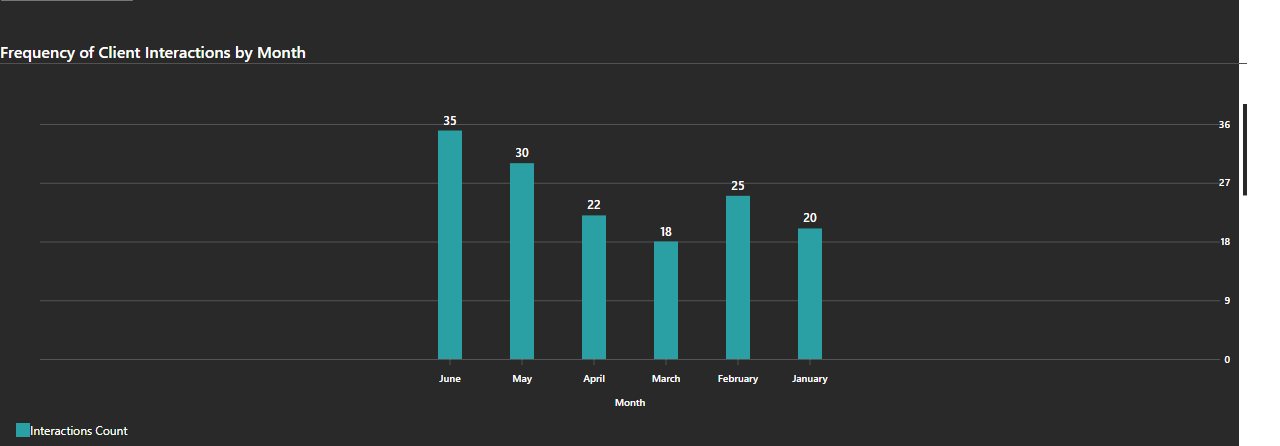 Frequency of Client Interactions by Month
35
30
22
18
25
20
36
27
18
9
0
June May April March February January
Month
Interactions Count